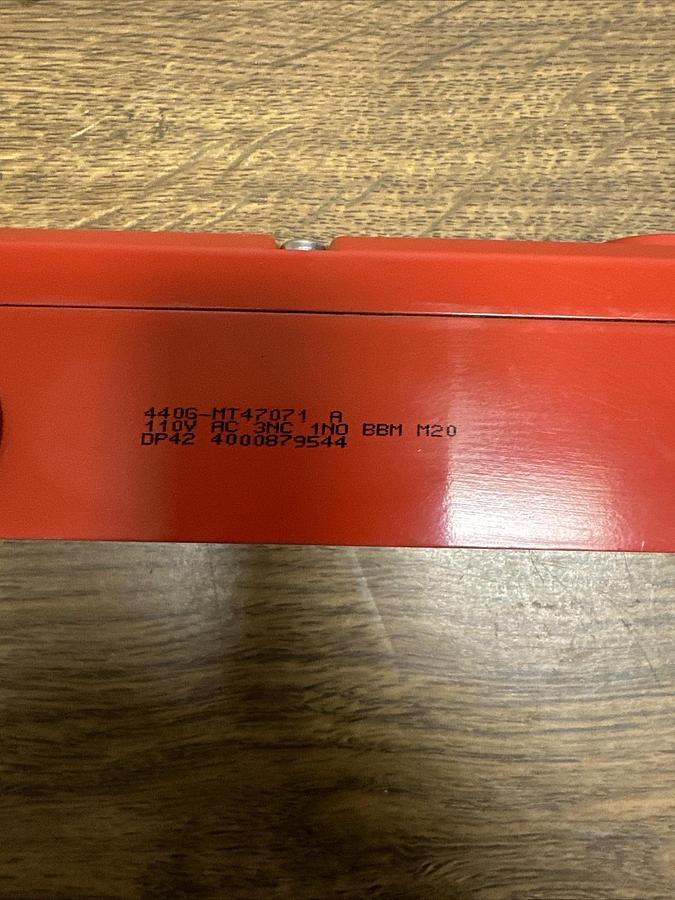 440G-MT47071 A
110V AC 3NC 1NO BBM M20
DP42 4000879544